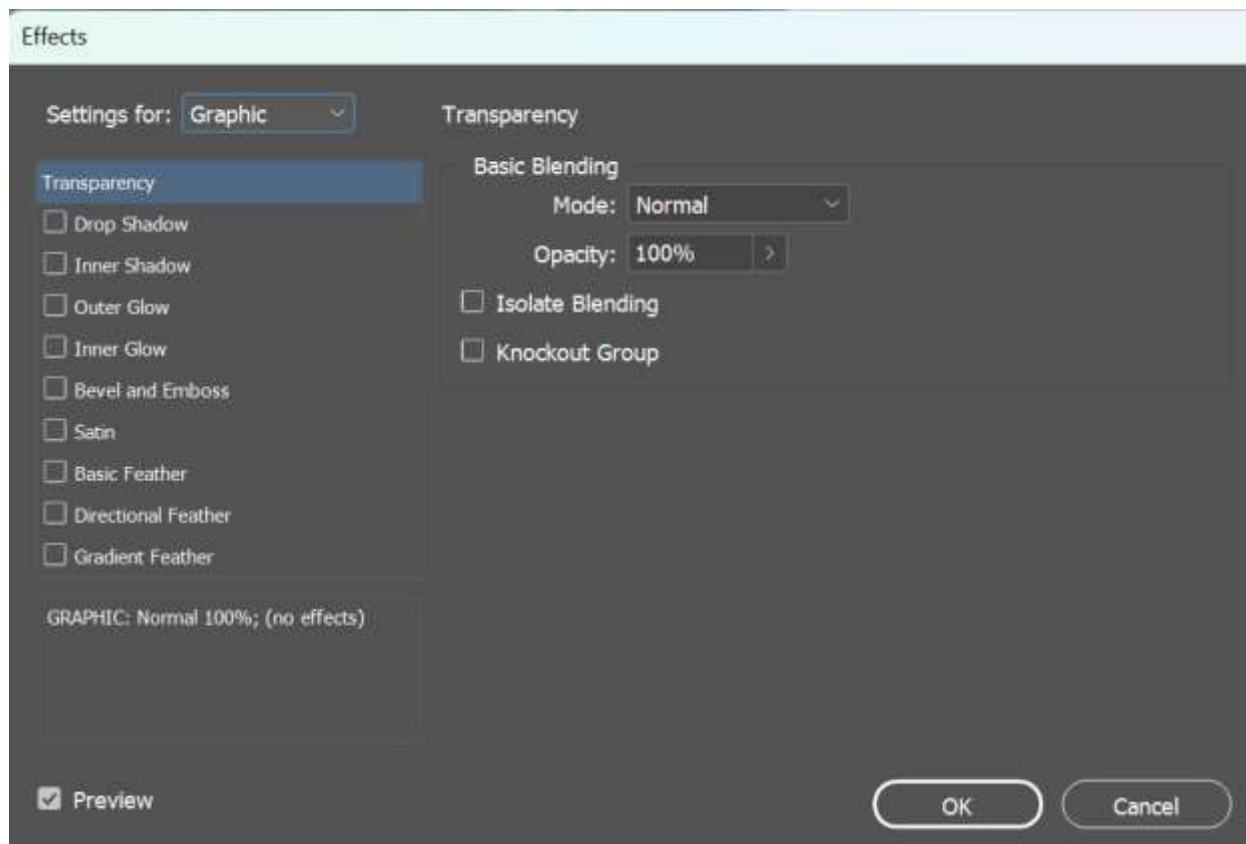 Effects
Settings for: Graphic
Transparency
Drop Shadow
Inner Shadow
Outer Glow
Inner Glow
Bevel and Emboss
Satin
Basic Feather
Directional Feather
Gradient Feather
GRAPHIC: Normal 100%; (no effects)
Preview
Transparency
Basic Blending
Mode: Normal
Opacity: 100%
Isolate Blending
Knockout Group
OK
Cancel